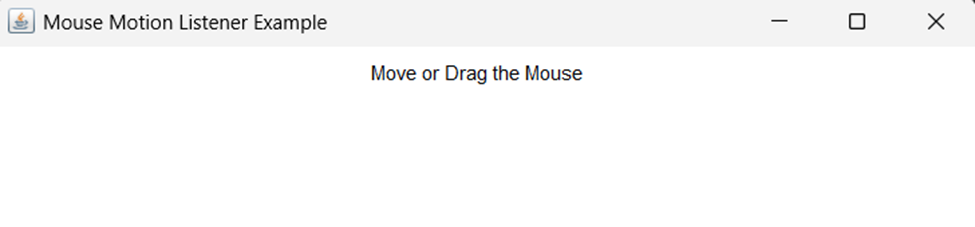 Mouse Motion Listener Example
Move or Drag the Mouse